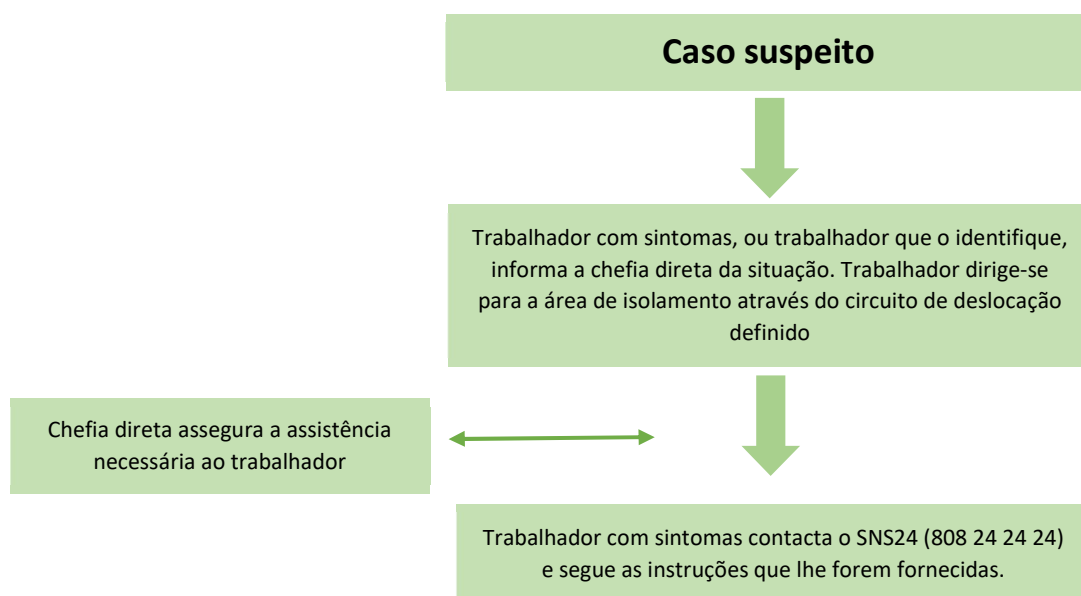 Caso suspeito
Trabalhador com sintomas, ou trabalhador que o identifique,
informa a chefia direta da situação. Trabalhador dirige-se
para a área de isolamento através do circuito de deslocação
definido
Chefia direta assegura a assistência
necessária ao trabalhador
Trabalhador com sintomas contacta o SNS24 (808 24 24 24)
e segue as instruções que lhe forem fornecidas.